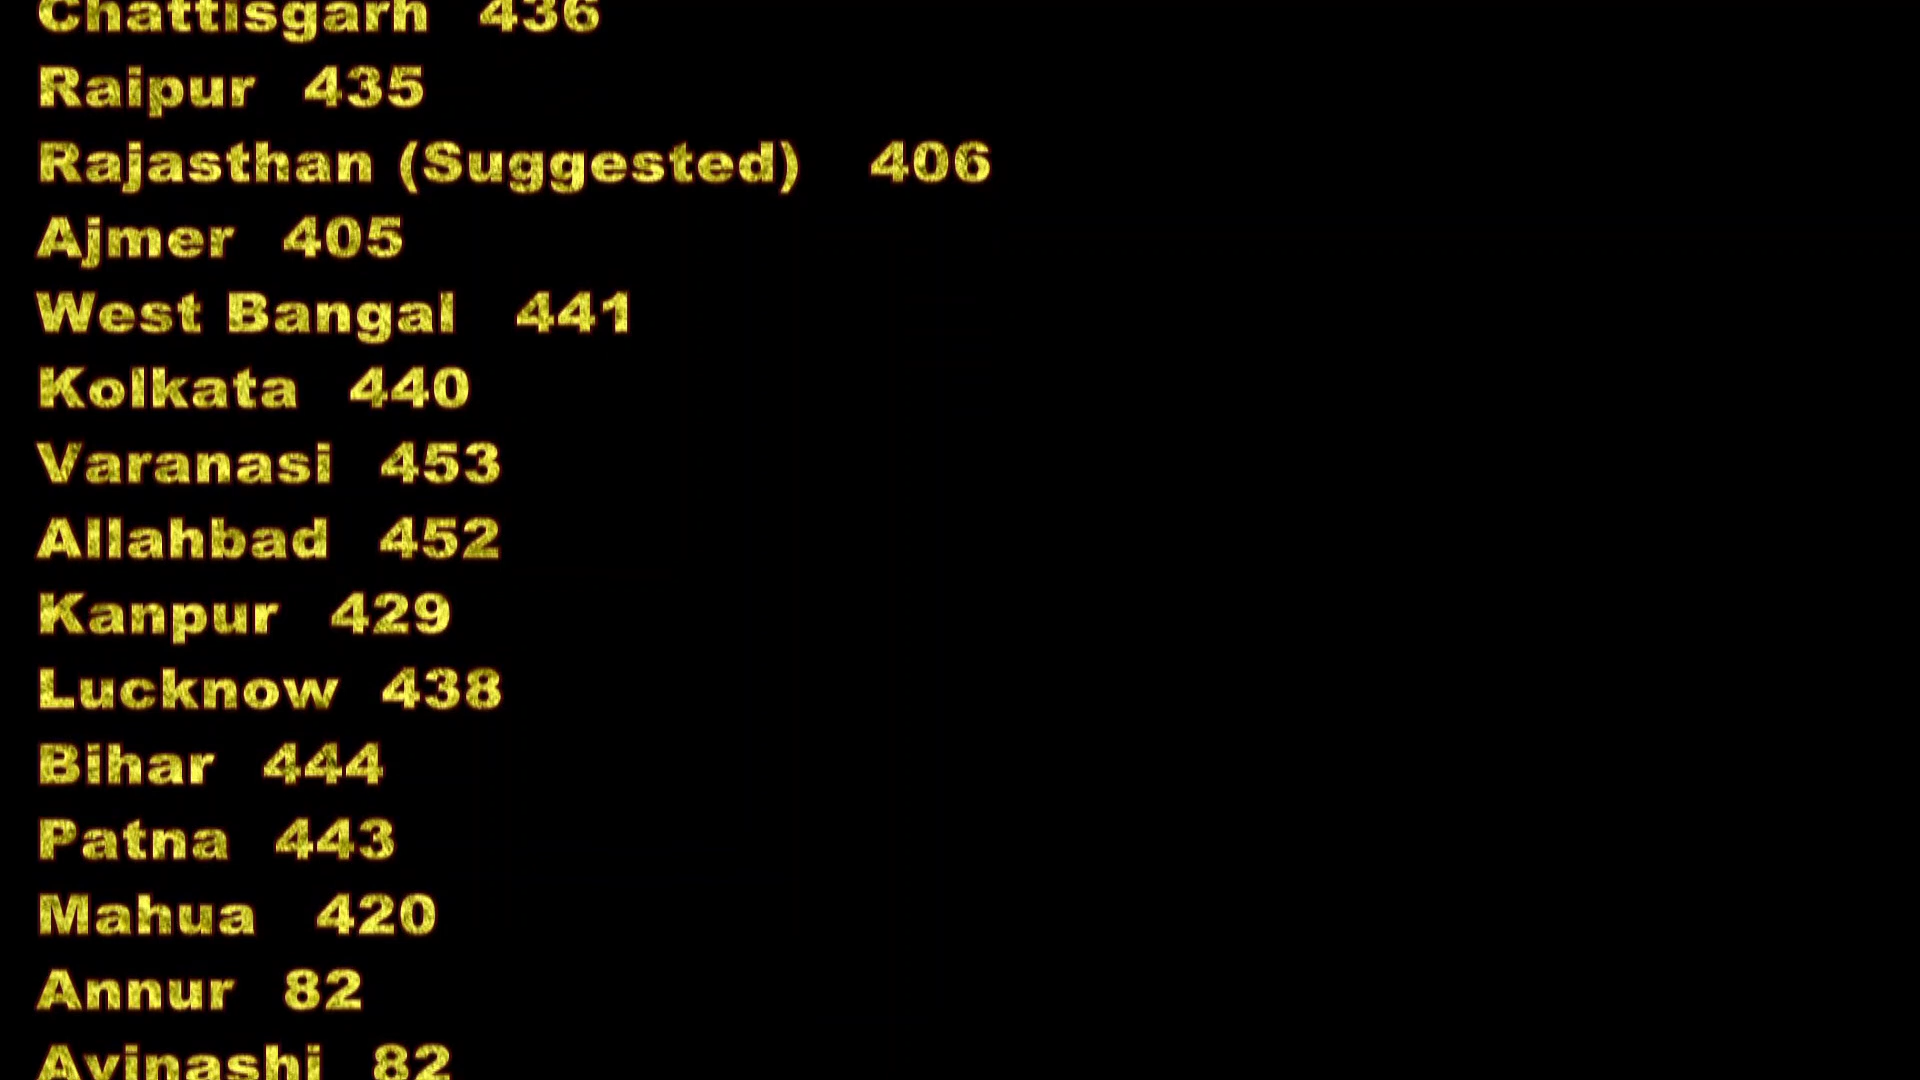 Chattisgarh 436
Raipur 435
Rajasthan (Suggested) 406
Ajmer 405
West Bangal 441
Kolkata 440
Varanasi 453
Allahbad 452
Kanpur 429
Lucknow 438
Bihar 444
Patna 443
Mahua 420
Annur 82
Avinashi 82